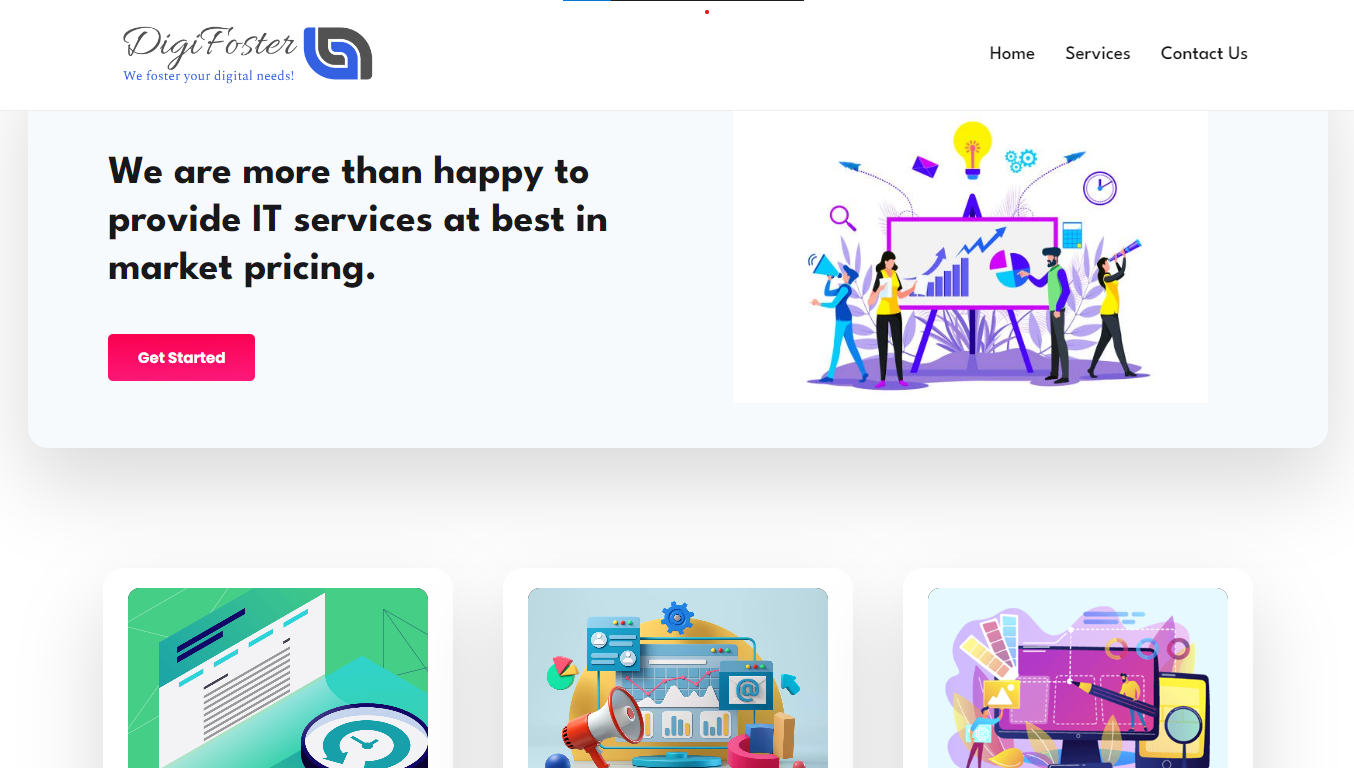 DigiFoster
We foster your digital needs!
Home Services Contact Us
We are more than happy to
provide IT services at best in
market pricing.
Get Started
@